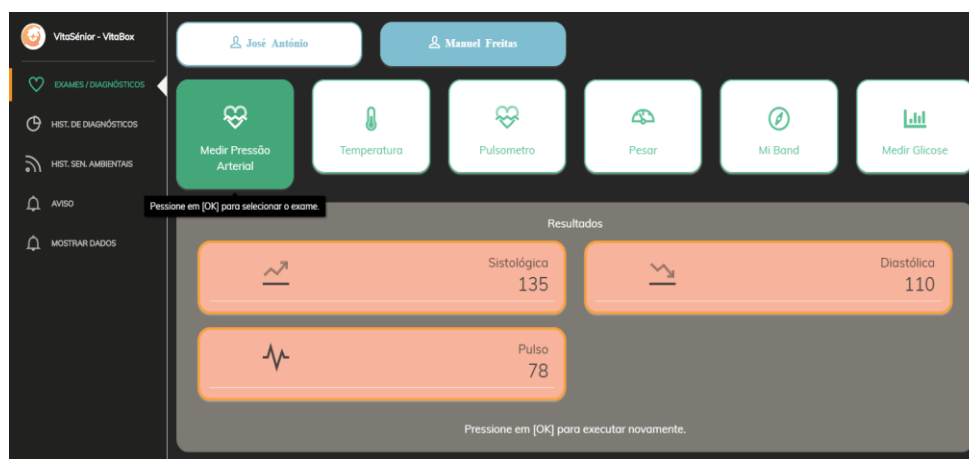 VitaSénior - VitaBox
José António
Manuel Freitas
EXAMES / DIAGNÓSTICOS
HIST. DE DIAGNÓSTICOS
HIST. SEN. AMBIENTAIS
AVISO
MOSTRAR DADOS
Medir Pressão
Arterial
Temperatura
Pulsometro
Pesar
Mi Band
Medir Glicose
Pessione em [OK] para selecionar o exame.
Resultados
Sistológica
135
Diastólica
110
Pulso
78
Pressione em [OK] para executar novamente.